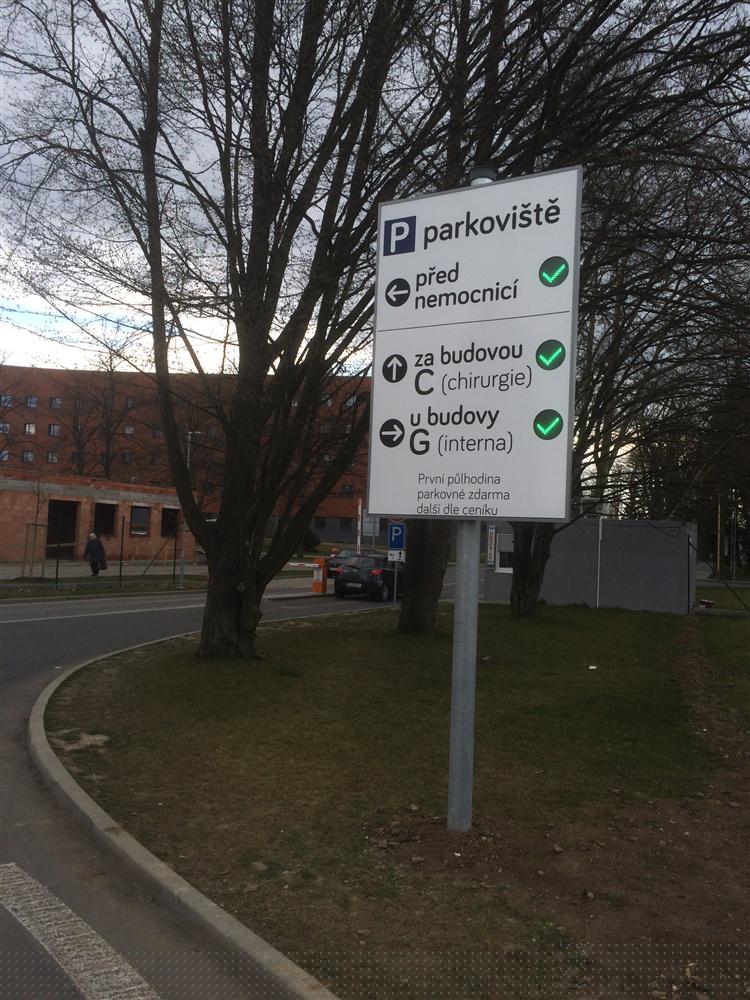 P parkoviště
před
nemocnicí
za budovou
C (chirurgie)
u budovy
G (interna)
První půlhodina
parkovné zdarma
další dle ceníku
P